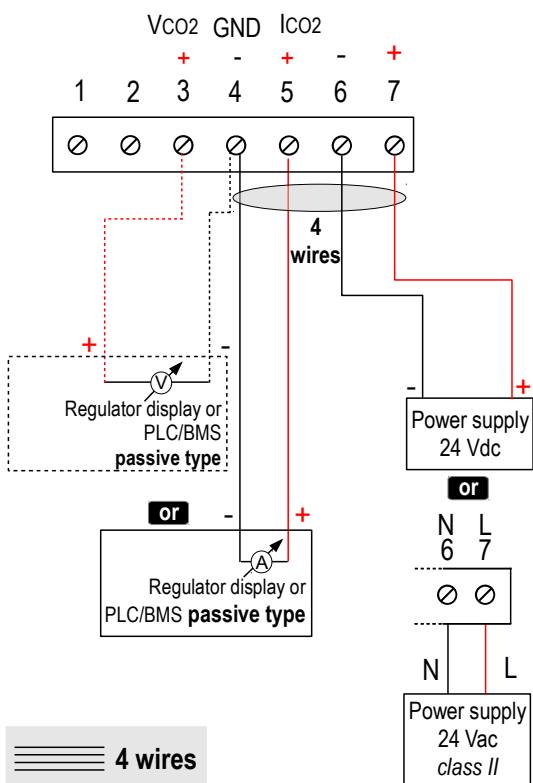 VCO2 GND ICO2
+ - + - +
1 2 3 4 5 6 7
4
wires
+ -
V
Regulator display or
PLC/BMS
passive type
- +
Power supply
24 Vdc
or
or
- +
A
Regulator display or
PLC/BMS passive type
N L
6 7
N L
Power supply
24 Vac
class II
4 wires